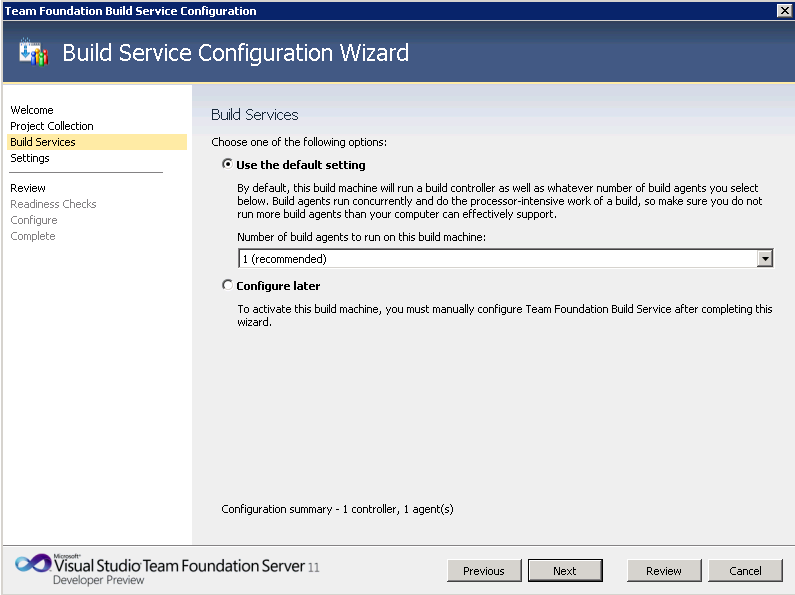 Team Foundation Build Service Configuration
Build Service Configuration Wizard
Welcome
Project Collection
Build Services
Settings
Review
Readiness Checks
Configure
Complete
Build Services
Choose one of the following options:
Use the default setting
By default, this build machine will run a build controller as well as whatever number of build agents you select
below. Build agents run concurrently and do the processor-intensive work of a build, so make sure you do not
run more build agents than your computer can effectively support.
Number of build agents to run on this build machine:
1 (recommended)
Configure later
To activate this build machine, you must manually configure Team Foundation Build Service after completing this
wizard.
Configuration summary - 1 controller, 1 agent(s)
Microsoft*
Visual Studio Team Foundation Server 11
Developer Preview
Previous
Next
Review
Cancel